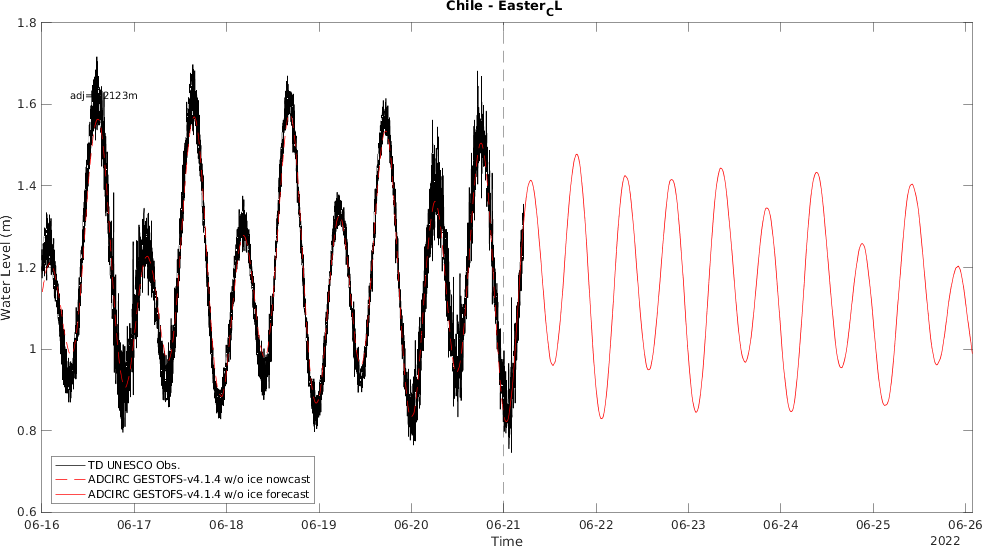 Chile - Easter_CL
1.8
1.6
1.4
1.2
1
0.8
0.6
Water Level (m)
2123m
TD UNESCO Obs.
ADCIRC GESTOFS-v4.1.4 w/o ice nowcast
ADCIRC GESTOFS-v4.1.4 w/o ice forecast
06-16 06-17 06-18 06-19 06-20 06-21 06-22 06-23 06-24 06-25 06-26
Time
2022